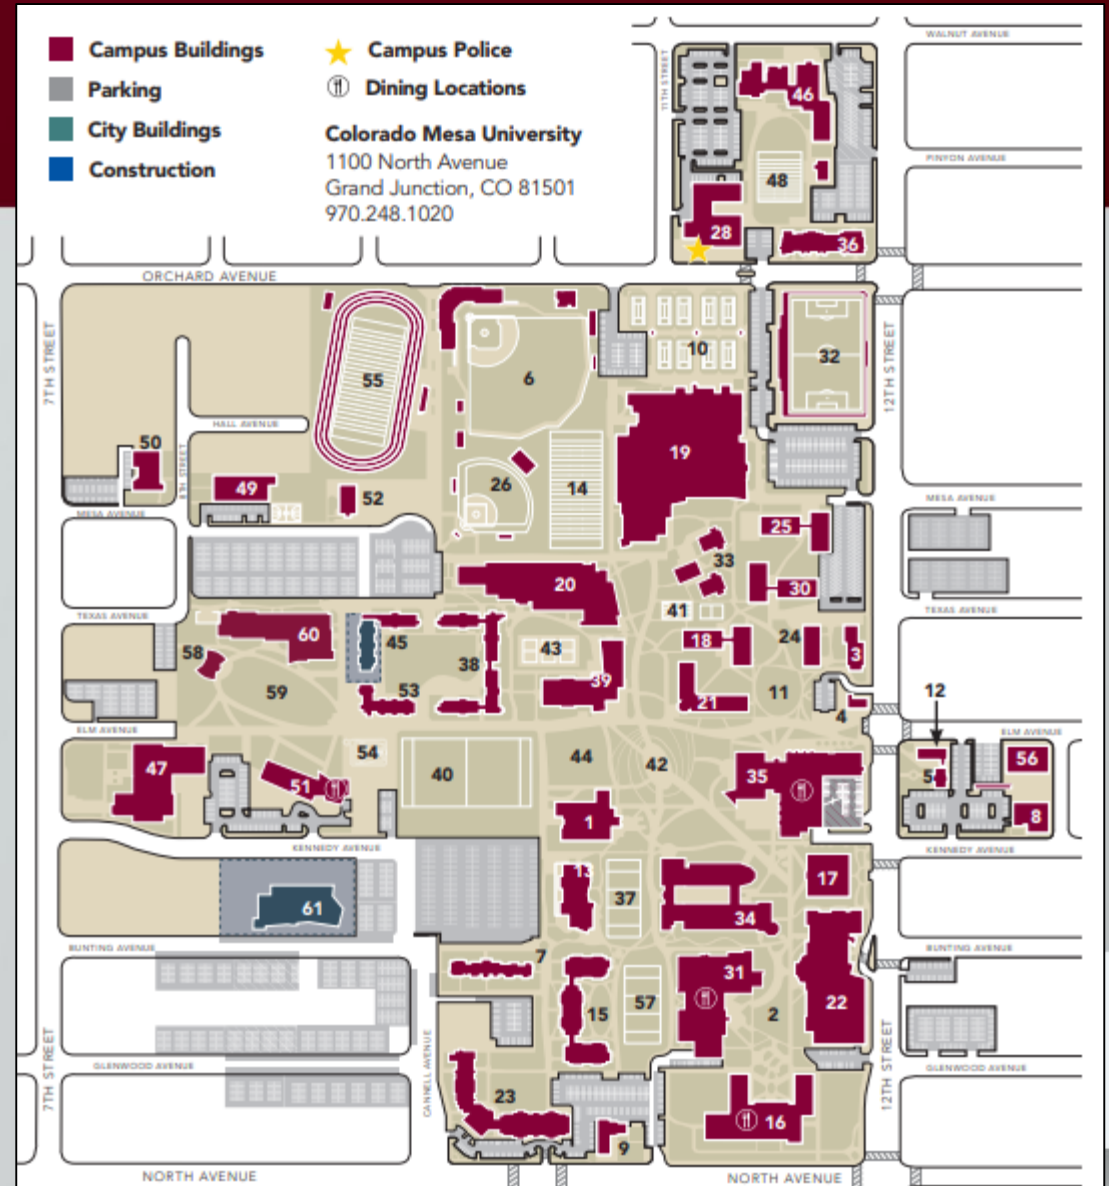 Campus Buildings
Parking
City Buildings
Construction
Campus Police
Dining Locations
Colorado Mesa University
1100 North Avenue
Grand Junction, CO 81501
970.248.1020
WALNUT AVENUE
11TH STREET
46
PINYON AVENUE
48
28
36
ORCHARD AVENUE
7TH STREET
12TH STREET
10
32
55
6
HALL AVENUE
50
19
8TH STREET
49
52
26
14
MESA AVENUE
MESA AVENUE
25
33
20
30
41
TEXAS AVENUE
TEXAS AVENUE
60
45
18
24
58
43
38
3
39
59
53
21
11
12
4
ELM AVENUE
ELM AVENUE
54
44
42
47
51
40
35
5
56
1
8
KENNEDY AVENUE
KENNEDY AVENUE
13
17
37
61
34
BUNTING AVENUE
BUNTING AVENUE
7
31
57
22
15
2
7TH STREET
CANNELL AVENUE
12TH STREET
GLENWOOD AVENUE
GLENWOOD AVENUE
23
16
9
NORTH AVENUE
NORTH AVENUE